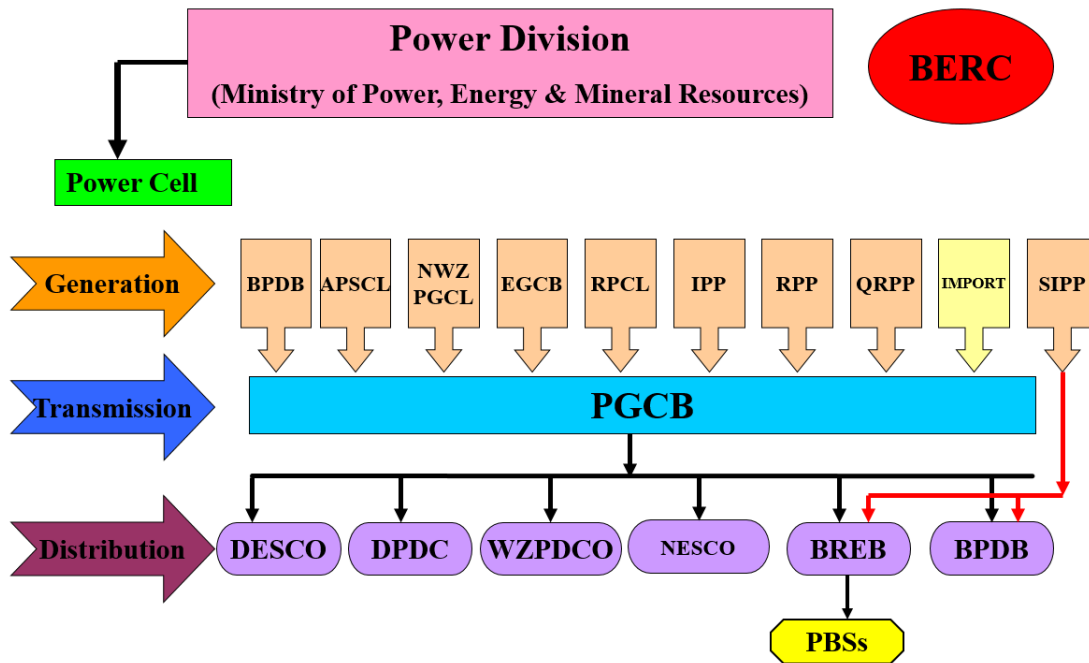 Power Division
(Ministry of Power, Energy & Mineral Resources)
BERC
Power Cell
Generation
BPDB
APSCL
NWZ
PGCL
EGCB
RPCL
IPP
RPP
QRPP
IMPORT
SIPP
Transmission
PGCB
Distribution
DESCO
DPDC
WZPDCO
NESCO
BREB
BPDB
PBSs